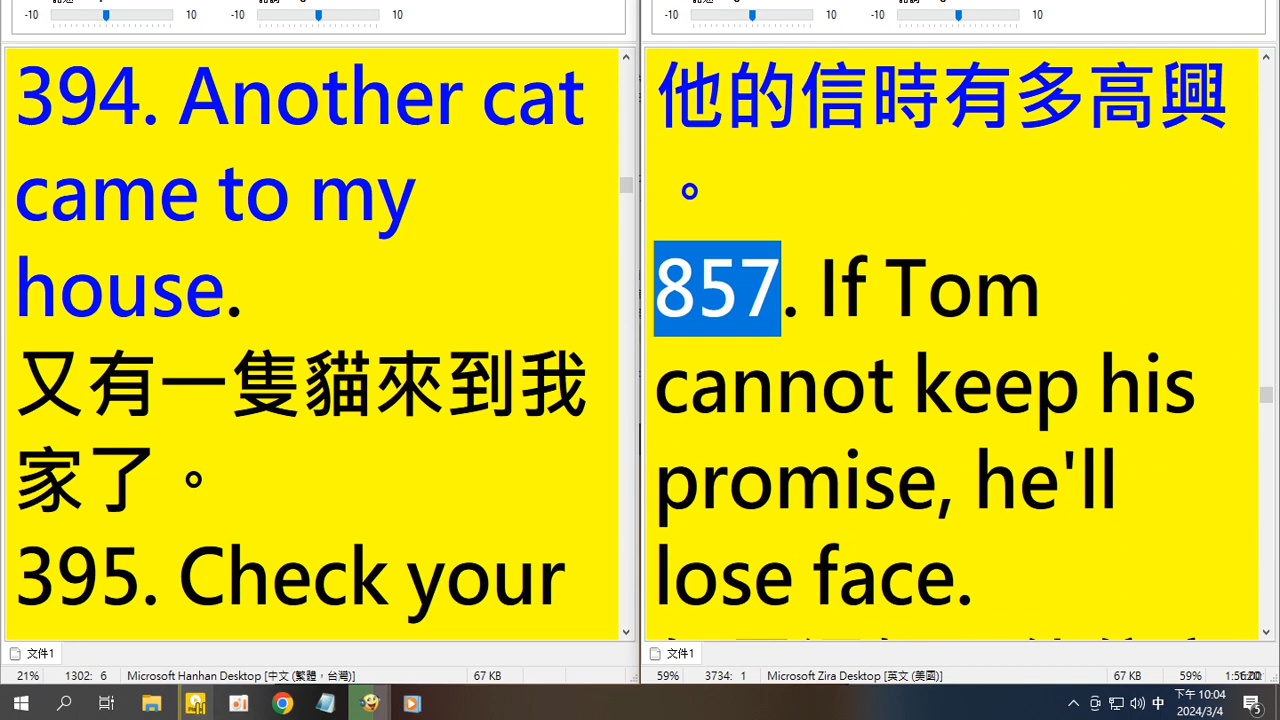 -10 10 -10 10
394. Another cat
came to my
house.
又有一隻貓來到我
家了。
395. Check your
文件1
21% 1302: 6 Microsoft Hanhan Desktop [中文 (繁體，台灣)] 67 KB
-10 10 -10 10
他的信時有多高興
。
857. If Tom
cannot keep his
promise, he'll
lose face.
文件1
59% 3734: 1 Microsoft Zira Desktop [英文 (美國)] 67 KB 59%
中
下午 10:04
2024/3/4
5